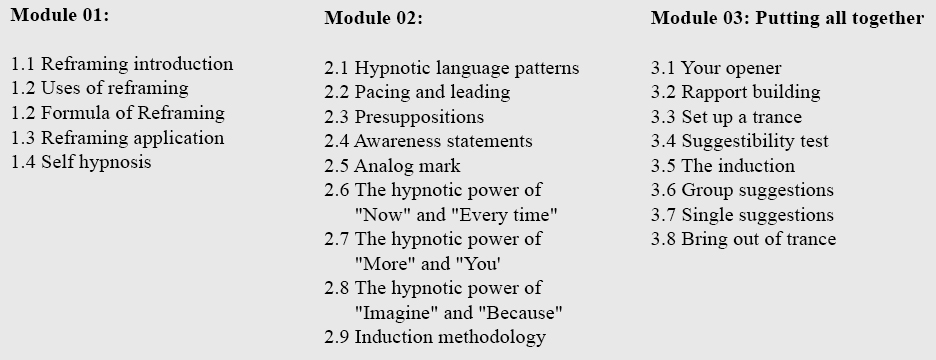 Module 01:
1.1 Reframing introduction
1.2 Uses of reframing
1.2 Formula of Reframing
1.3 Reframing application
1.4 Self hypnosis
Module 02:
2.1 Hypnotic language patterns
2.2 Pacing and leading
2.3 Presuppositions
2.4 Awareness statements
2.5 Analog mark
2.6 The hypnotic power of
"Now" and "Every time"
2.7 The hypnotic power of
"More" and "You'
2.8 The hypnotic power of
"Imagine" and "Because"
2.9 Induction methodology
Module 03: Putting all together
3.1 Your opener
3.2 Rapport building
3.3 Set up a trance
3.4 Suggestibility test
3.5 The induction
3.6 Group suggestions
3.7 Single suggestions
3.8 Bring out of trance